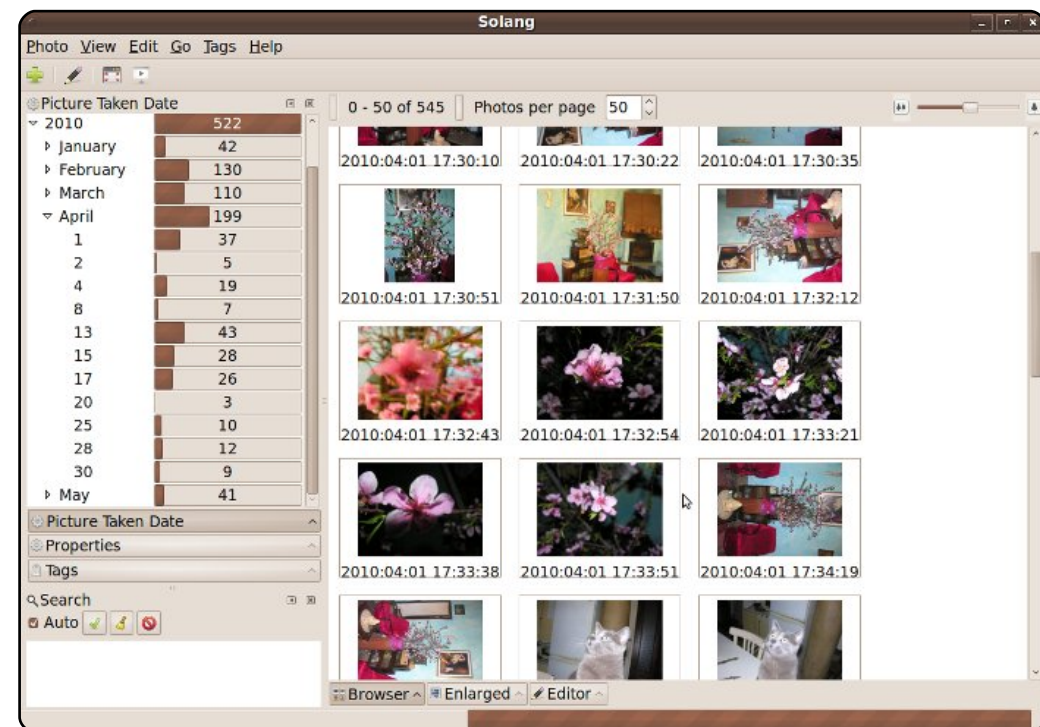 Solang
Photo View Edit Go Tags Help
Picture Taken Date
0 - 50 of 545 Photos per page 50
2010 522
January 42
February 130
March 110
April 199
1 37
2 5
4 19
8 7
13 43
15 28
17 26
20 3
25 10
28 12
30 9
May 41
Picture Taken Date
Properties
Tags
Search
Auto
2010:04:01 17:30:10 2010:04:01 17:30:22 2010:04:01 17:30:35
2010:04:01 17:30:51 2010:04:01 17:31:50 2010:04:01 17:32:12
2010:04:01 17:32:43 2010:04:01 17:32:54 2010:04:01 17:33:21
2010:04:01 17:33:38 2010:04:01 17:33:51 2010:04:01 17:34:19
Browser Enlarged Editor